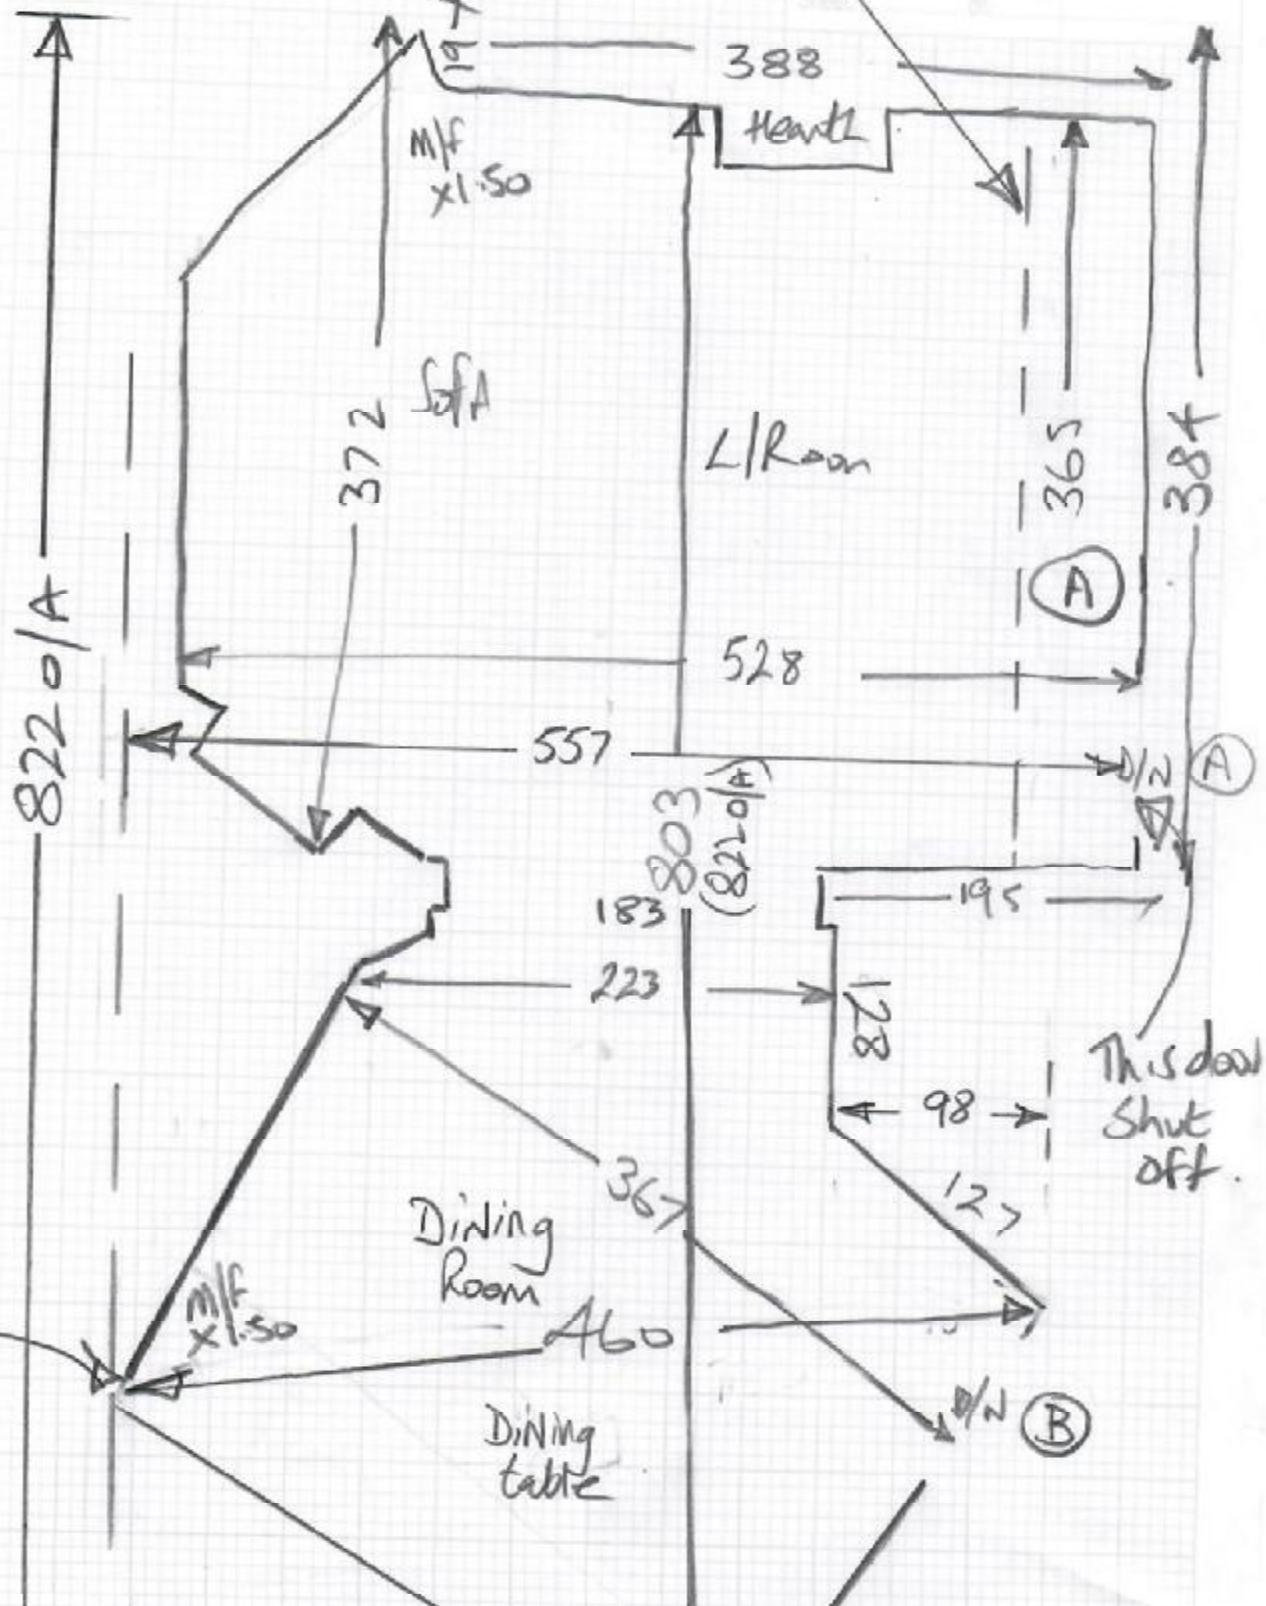 19+
388
Hearth
M/f
x1.50
Sofa
372
L/Room
365
384
A
822 o/A
528
557
D/2
A
803
(822 o/A)
183
195
223
128
This door
Shut
off.
98
127
367
Dining
Room
M/f
x1.50
460
D/N
B
Dining
table